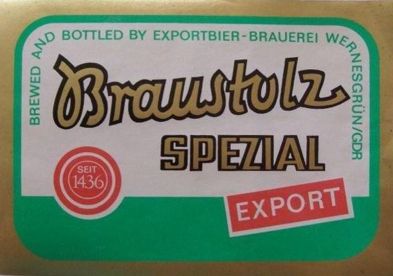 BREWED AND BOTTLED BY EXPORTBIER-BRAUEREI WERNESGRÜN/GDR
Braustolz
SPEZIAL
SEIT
1436
EXPORT